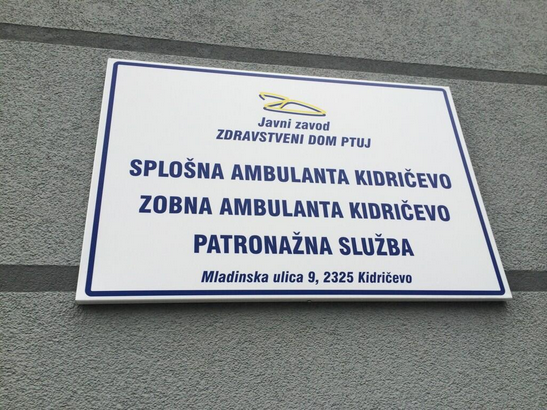 Javni zavod
ZDRAVSTVENI DOM PTUJ
SPLOŠNA AMBULANTA KIDRIČEVO
ZOBNA AMBULANTA KIDRIČEVO
PATRONAŽNA SLUŽBA
Mladinska ulica 9, 2325 Kidričevo